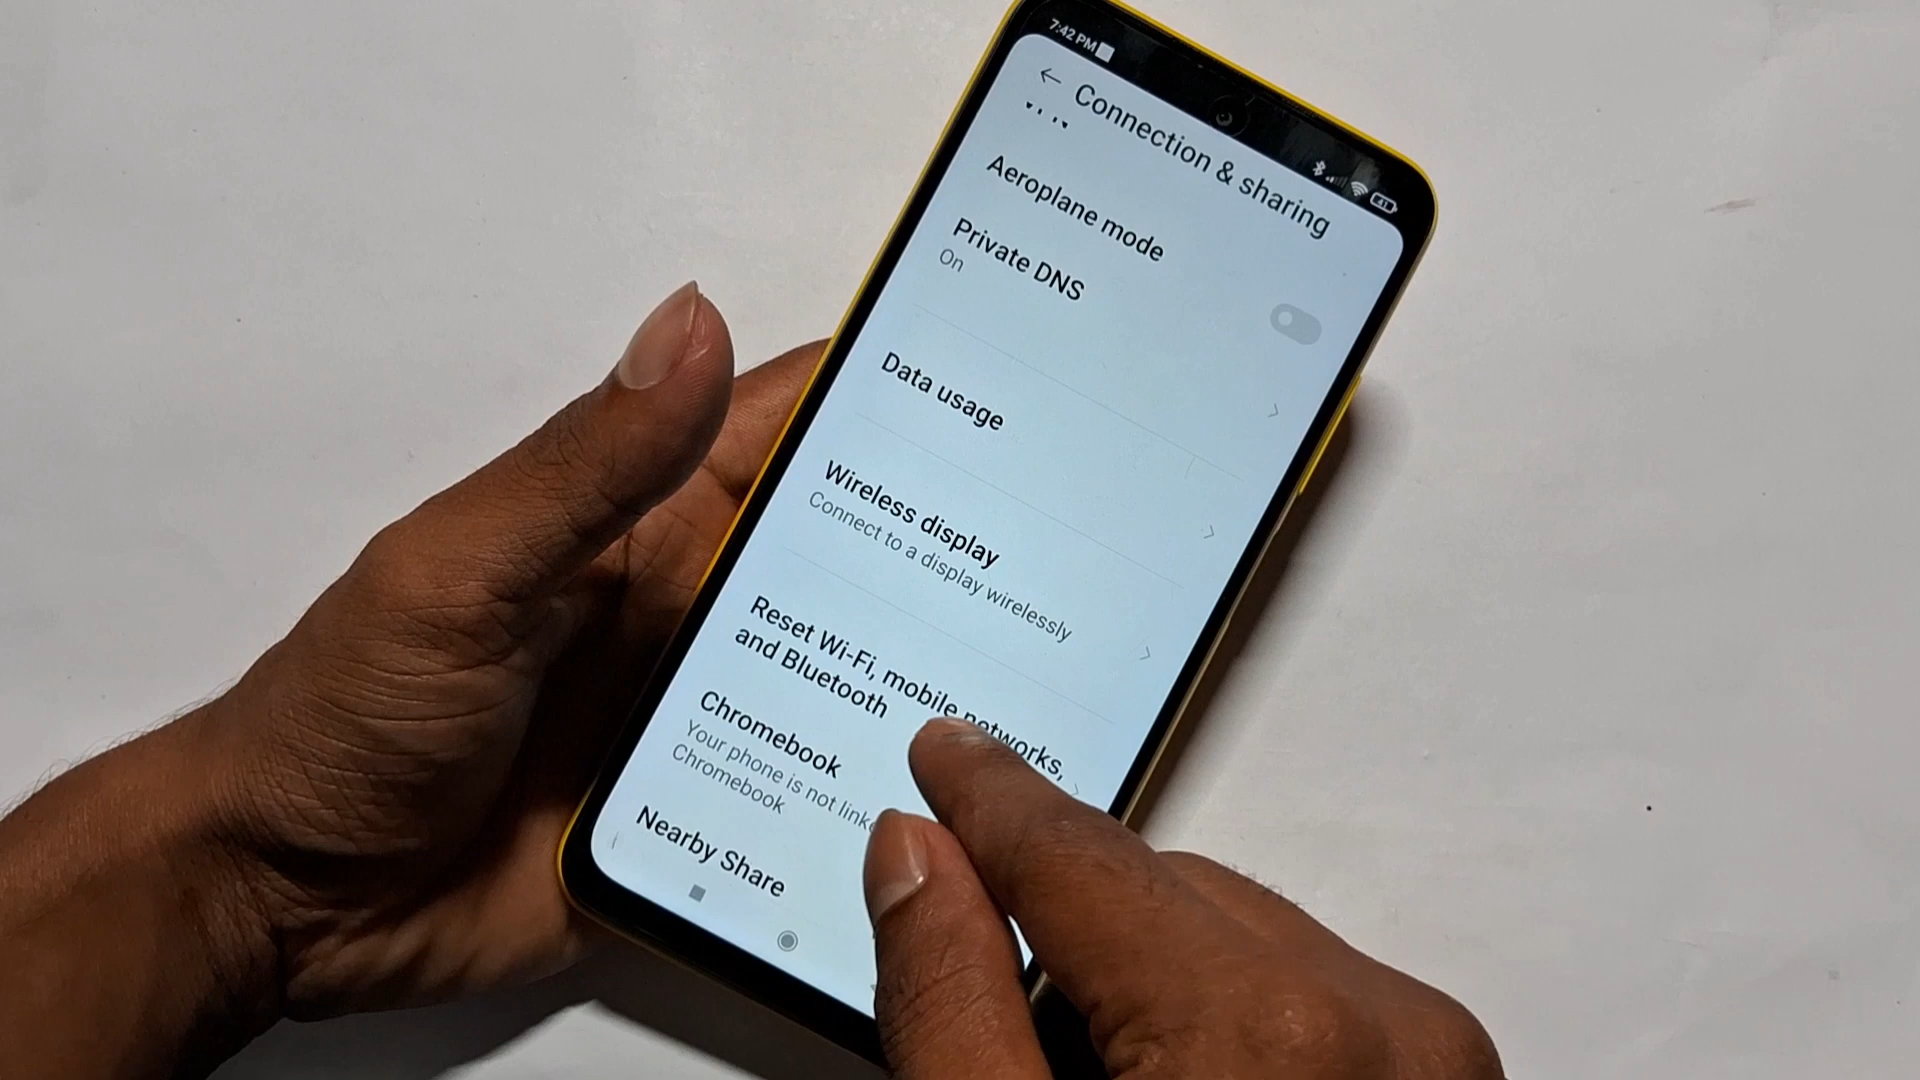 7:42 PM
Connection & sharing
Aeroplane mode
Private DNS
On
Data usage
Wireless display
Connect to a display wirelessly
Reset Wi-Fi, mobile networks,
and Bluetooth
Chromebook
Your phone is not
Chromebook
Nearby Share